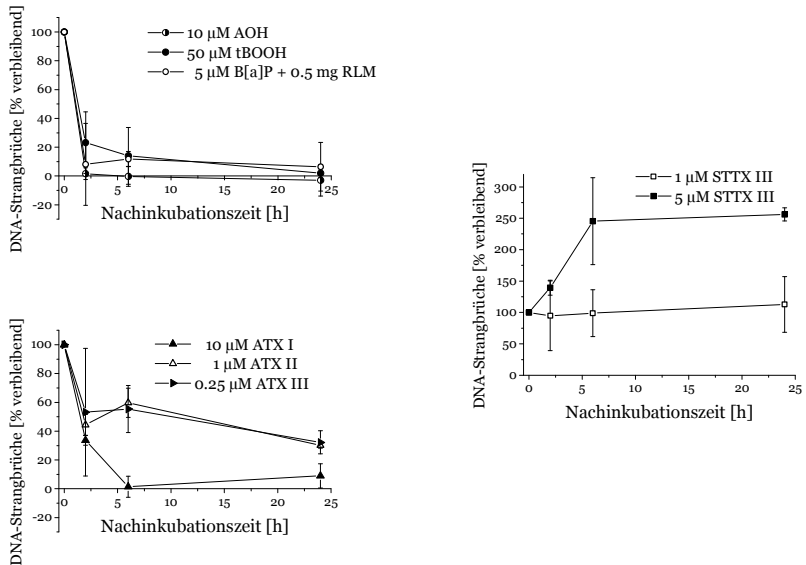 DNA-Strangbrüche [% verbleibend]
100
80
60
40
20
0
-20
0
5
10
15
20
25
10 µM AOH
50 µM tBOOH
5 µM B[a]P + 0.5 mg RLM
Nachinkubationszeit [h]
DNA-Strangbrüche [% verbleibend]
100
80
60
40
20
0
-20
0
5
10
15
20
25
10 µM ATX I
1 µM ATX II
0.25 µM ATX III
Nachinkubationszeit [h]
DNA-Strangbrüche [% verbleibend]
300
250
200
150
100
50
0
0
5
10
15
20
25
1 µM STTX III
5 µM STTX III
Nachinkubationszeit [h]